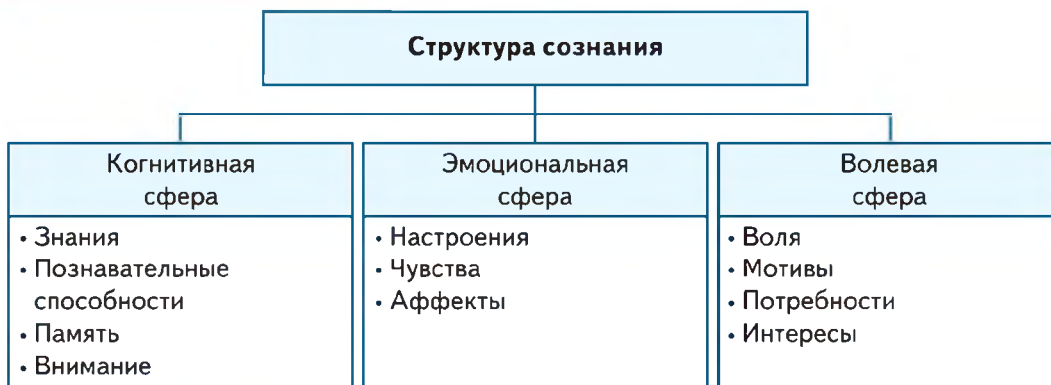 Структура сознания
Когнитивная
сфера
• Знания
• Познавательные
способности
• Память
• Внимание
Эмоциональная
сфера
• Настроения
• Чувства
• Аффекты
Волевая
сфера
• Воля
• Мотивы
• Потребности
• Интересы